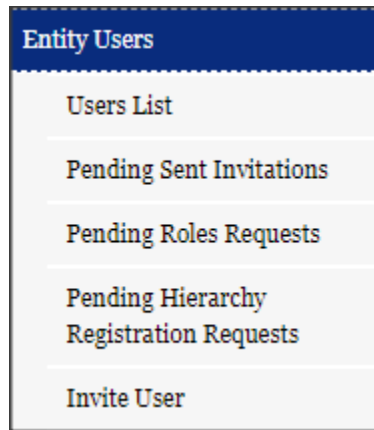 Entity Users
Users List
Pending Sent Invitations
Pending Roles Requests
Pending Hierarchy
Registration Requests
Invite User